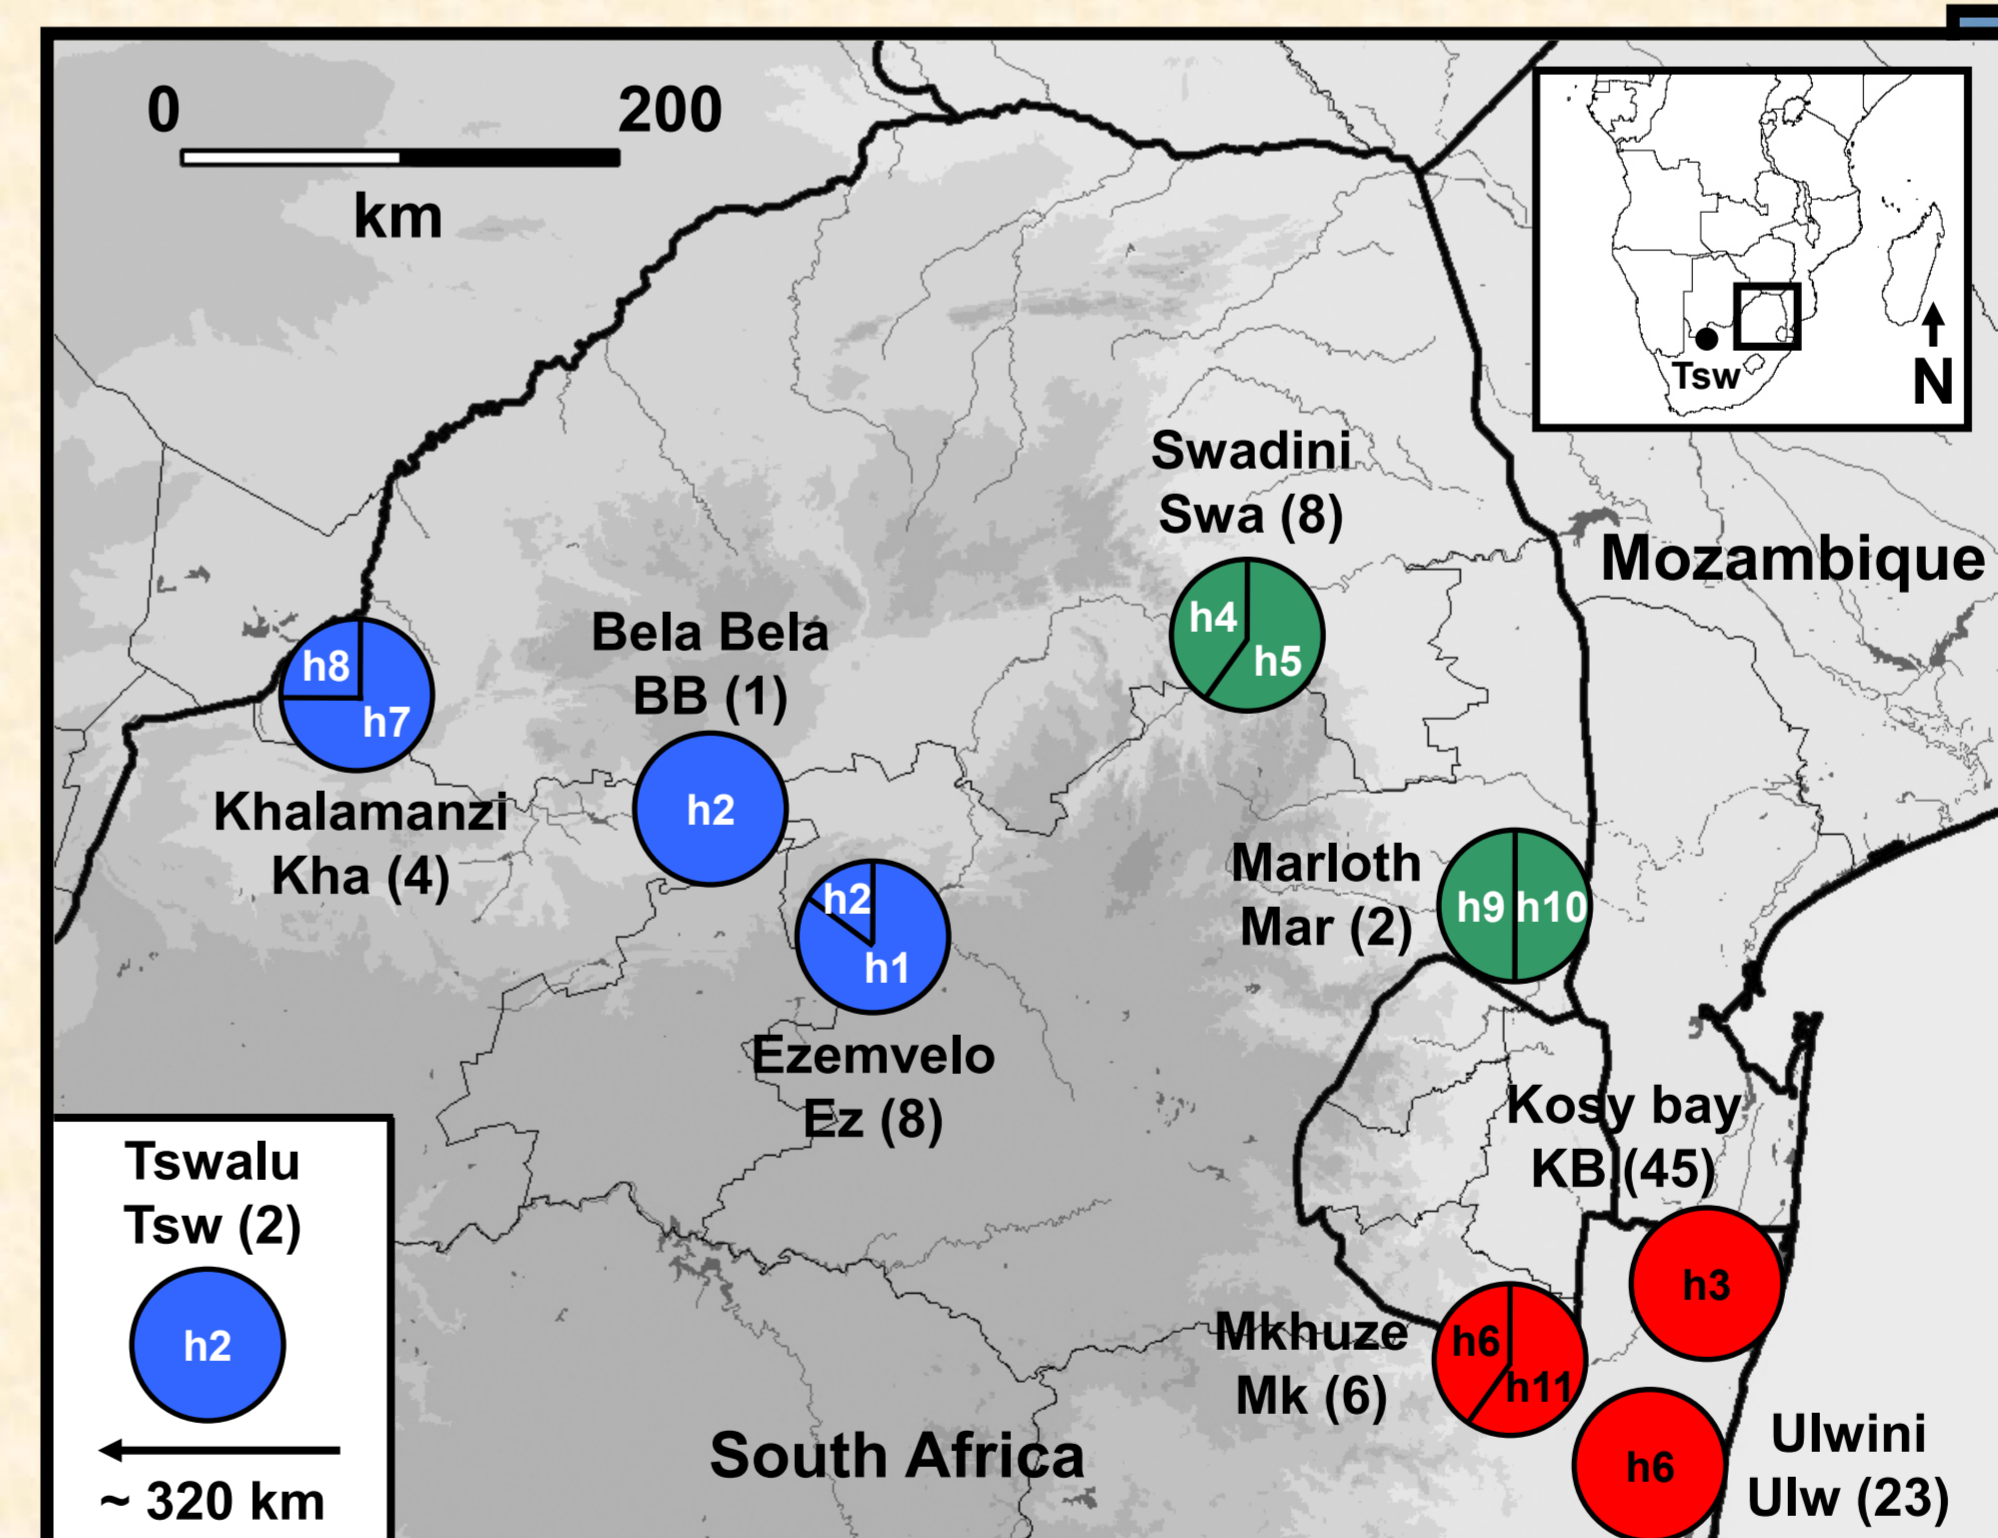 0 200
km
Tsw
N
Swadini
Swa (8)
h4
h5
Mozambique
Bela Bela
BB (1)
h2
h8
h7
Khalamanzi
Kha (4)
Marloth
Mar (2)
h9 h10
h2
h1
Ezemvelo
Ez (8)
Kosy bay
KB (45)
h3
Tswalu
Tsw (2)
h2
~ 320 km
Mkhuze
Mk (6)
h6
h11
South Africa
h6
Ulwini
Ulw (23)